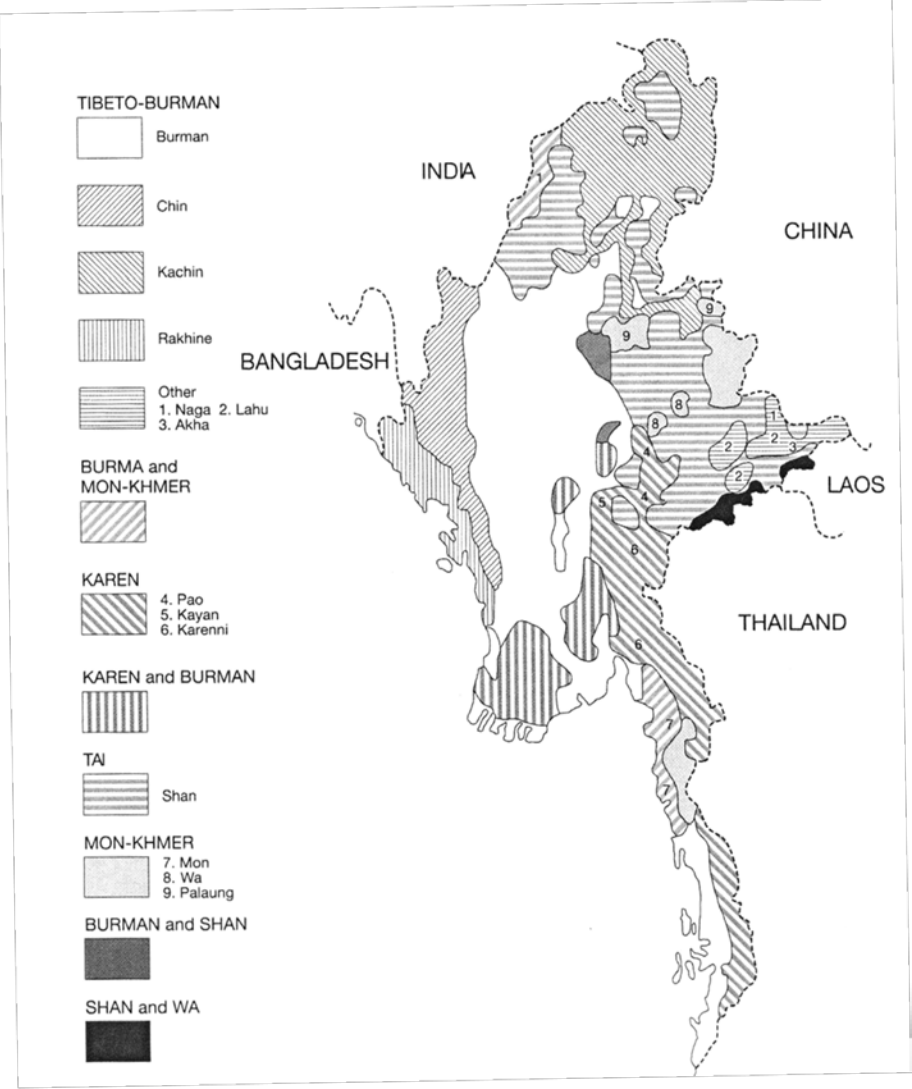 TIBETO-BURMAN
Burman
Chin
Kachin
Rakhine
Other
1. Naga 2. Lahu
3. Akha
BURMA and
MON-KHMER
KAREN
4. Pao
5. Kayan
6. Karenni
KAREN and BURMAN
TAI
Shan
MON-KHMER
7. Mon
8. Wa
9. Palaung
BURMAN and SHAN
SHAN and WA
INDIA
CHINA
BANGLADESH
LAOS
THAILAND
1
9
9
8
8
1
2
2
3
2
4
4
5
6
6
7
7